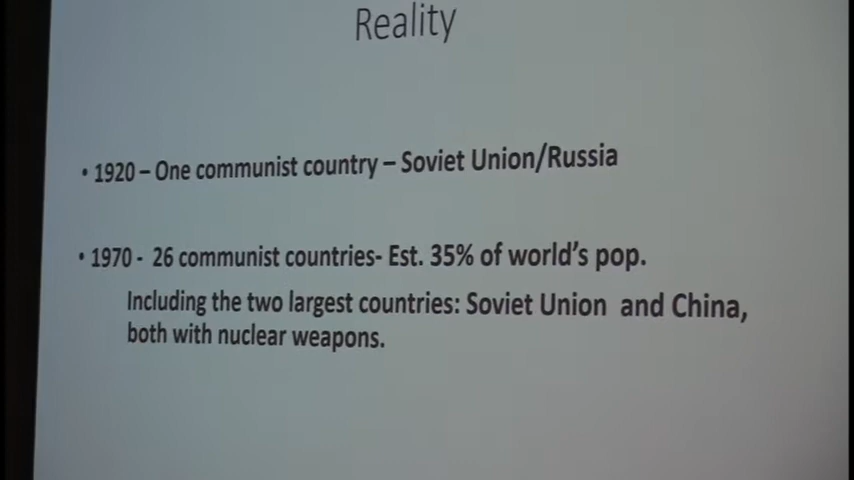 Reality
• 1920 – One communist country – Soviet Union/Russia
• 1970 - 26 communist countries- Est. 35% of world's pop.
Including the two largest countries: Soviet Union and China,
both with nuclear weapons.